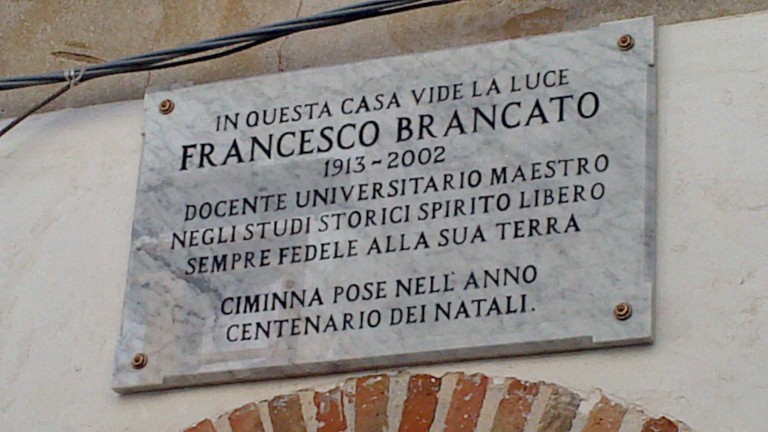 IN QUESTA CASA VIDE LA LUCE
FRANCESCO BRANCATO
1913-2002
DOCENTE UNIVERSITARIO MAESTRO
NEGLI STUDI STORICI SPIRITO LIBERO
SEMPRE FEDELE ALLA SUA TERRA
CIMINNA POSE NELL' ANNO
CENTENARIO DEI NATALI.